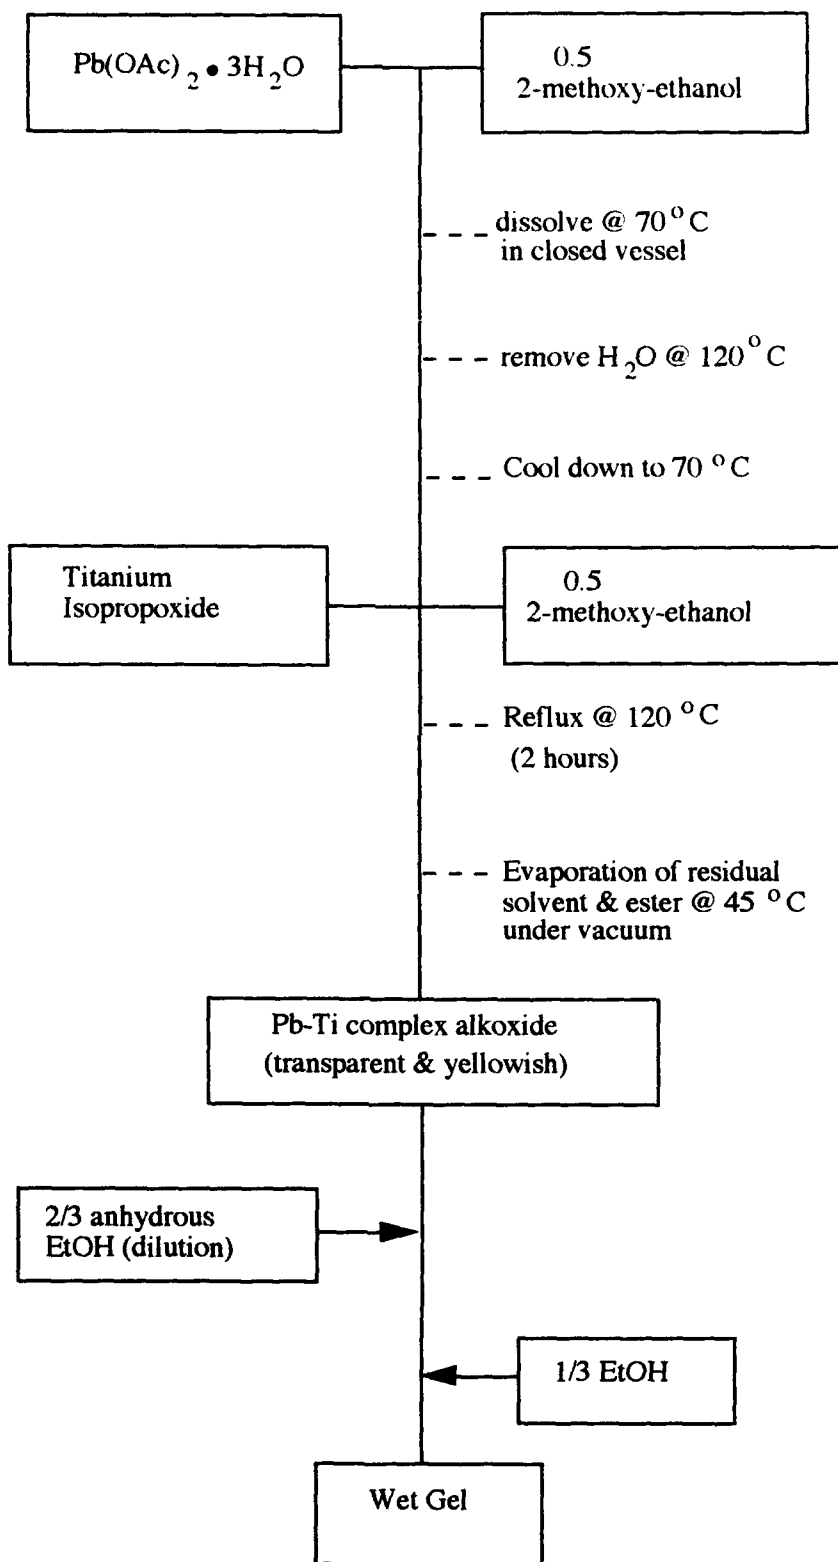 Pb(OAc)2 • 3H2O
0.5
2-methoxy-ethanol
dissolve @ 70°C
in closed vessel
remove H2O @ 120°C
Cool down to 70 °C
Titanium
Isopropoxide
0.5
2-methoxy-ethanol
Reflux @ 120 °C
(2 hours)
Evaporation of residual
solvent & ester @ 45 °C
under vacuum
Pb-Ti complex alkoxide
(transparent & yellowish)
2/3 anhydrous
EtOH (dilution)
1/3 EtOH
Wet Gel